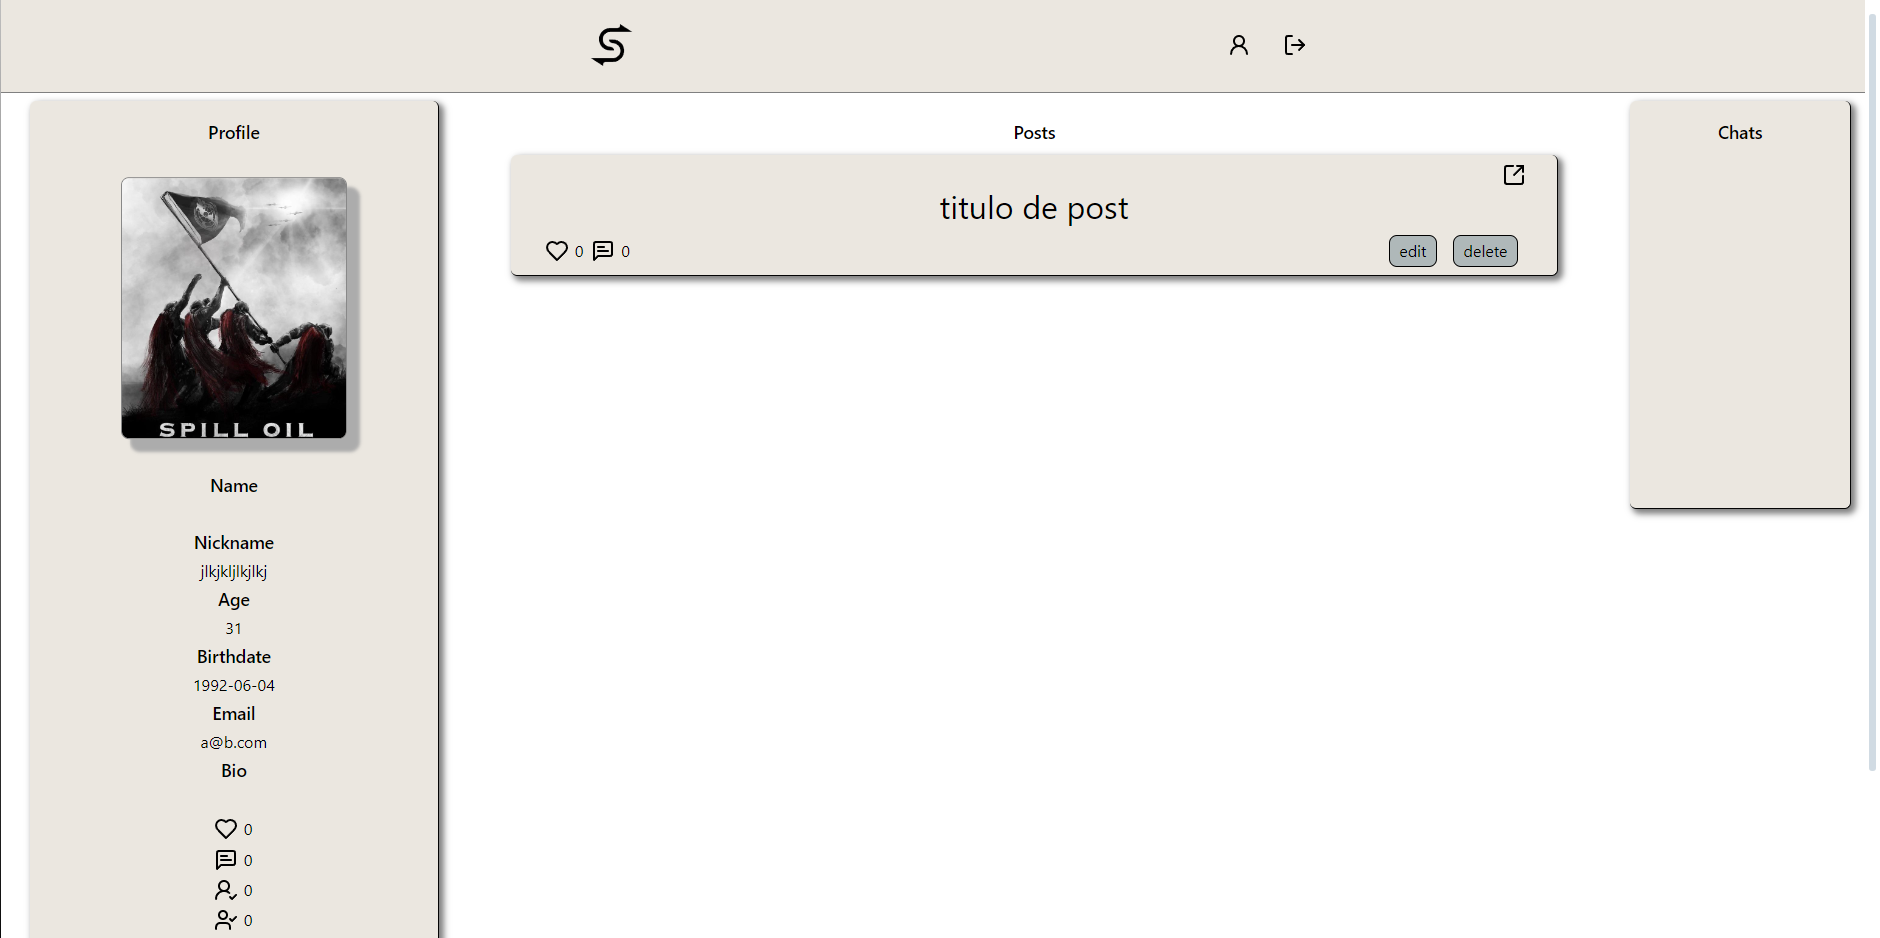 Profile
SPILL OIL
Name
Nickname
jlkjkljlkjlkj
Age
31
Birthdate
1992-06-04
Email
a@b.com
Bio
0
0
0
0
Posts
titulo de post
0 0 edit delete
Chats